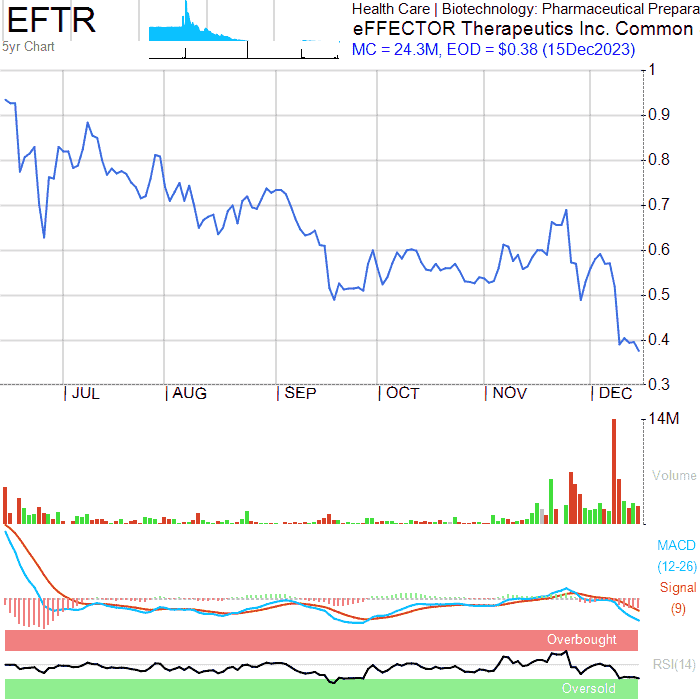 EFTR
5yr Chart
Health Care | Biotechnology: Pharmaceutical Prepara
eFFECTOR Therapeutics Inc. Common
MC = 24.3M, EOD = $0.38 (15Dec2023)
1
0.9
0.8
0.7
0.6
0.5
0.4
0.3
JUL AUG SEP OCT NOV DEC
14M
Volume
MACD
(12-26)
Signal
(9)
Overbought
RSI(14)
Oversold